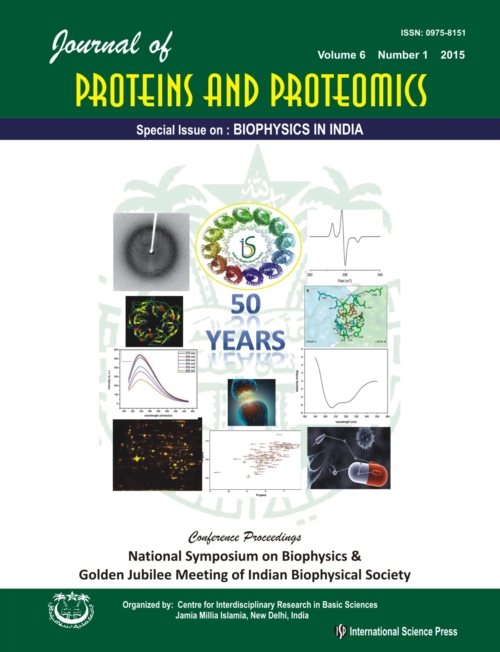 ISSN: 0975-8151
Journal of
Volume 6 Number 1 2015
PROTEINS AND PROTEOMICS
Special Issue on : BIOPHYSICS IN INDIA
50
YEARS
Conference Proceedings
National Symposium on Biophysics &
Golden Jubilee Meeting of Indian Biophysical Society
Organized by: Centre for Interdisciplinary Research in Basic Sciences
Jamia Millia Islamia, New Delhi, India
ISP International Science Press